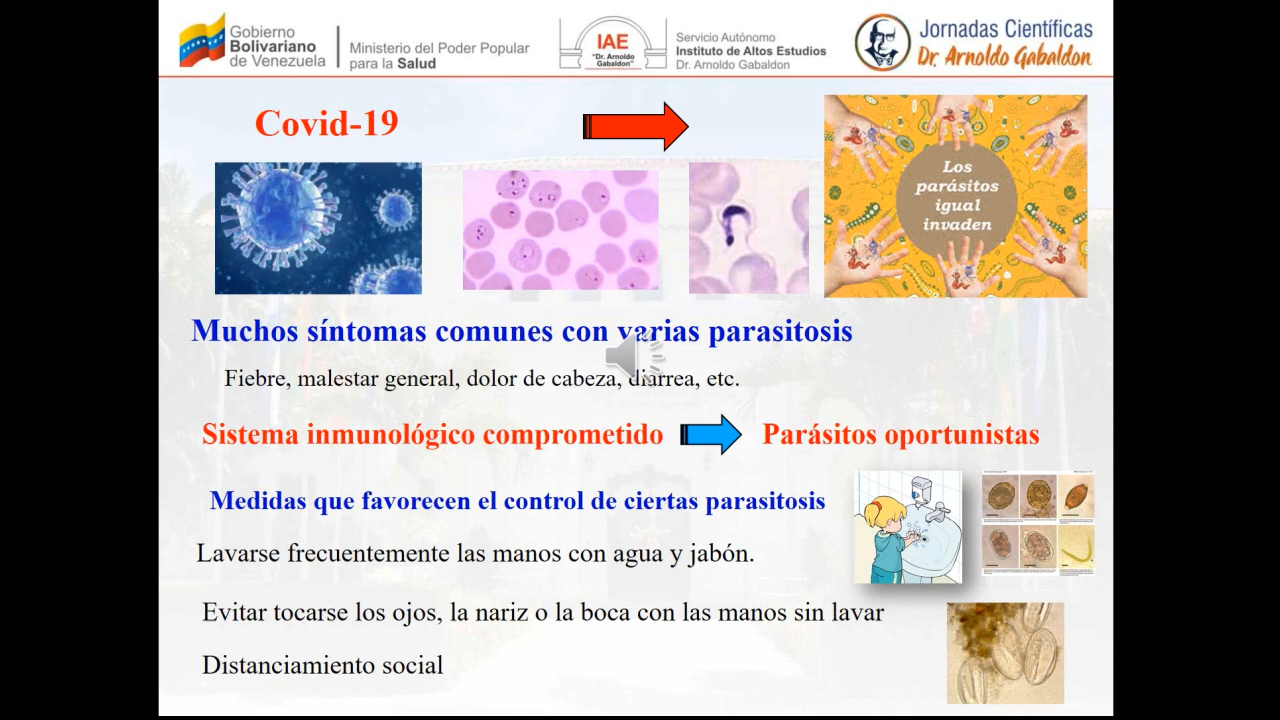 Gobierno
Bolivariano
de Venezuela
Ministerio del Poder Popular
para la Salud
IAE
"Dr. Arnoldo
Gabaldon"
Servicio Autónomo
Instituto de Altos Estudios
Dr. Arnoldo Gabaldon
Jornadas Científicas
Dr. Arnoldo Gabaldon
Covid-19
Los
parásitos
igual
invaden
Muchos síntomas comunes con varias parasitosis
Fiebre, malestar general, dolor de cabeza, diarrea, etc.
Sistema inmunológico comprometido
Parásitos oportunistas
Medidas que favorecen el control de ciertas parasitosis
Lavarse frecuentemente las manos con agua y jabón.
Evitar tocarse los ojos, la nariz o la boca con las manos sin lavar
Distanciamiento social